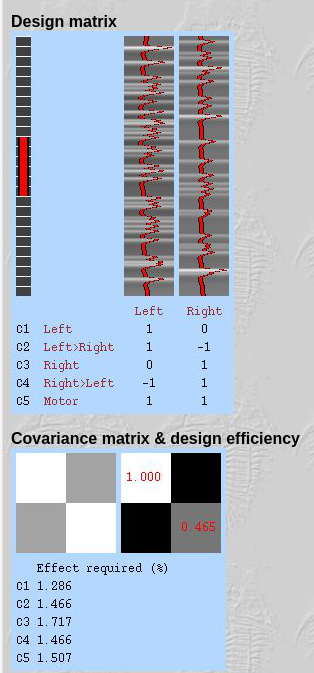 Design matrix
Left Right
C1 Left 1 0
C2 Left>Right 1 -1
C3 Right 0 1
C4 Right>Left -1 1
C5 Motor 1 1
Covariance matrix & design efficiency
1.000
0.465
Effect required (%)
C1 1.286
C2 1.466
C3 1.717
C4 1.466
C5 1.507